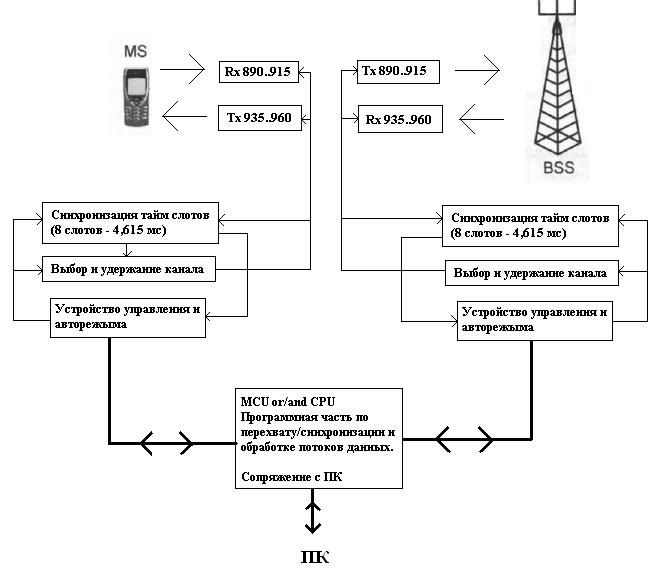 MS
Rx 890..915
Tx 890..915
Tx 935..960
Rx 935..960
BSS
Синхронизация тайм слотов
(8 слотов - 4,615 мс)
Выбор и удержание канала
Устройство управления и
авторежыма
Синхронизация тайм слотов
(8 слотов - 4,615 мс)
Выбор и удержание канала
Устройство управления и
авторежыма
MCU or/and CPU
Программная часть по
перехвату/синхронизации и
обработке потоков данных.
Сопряжение с ПК
ПК